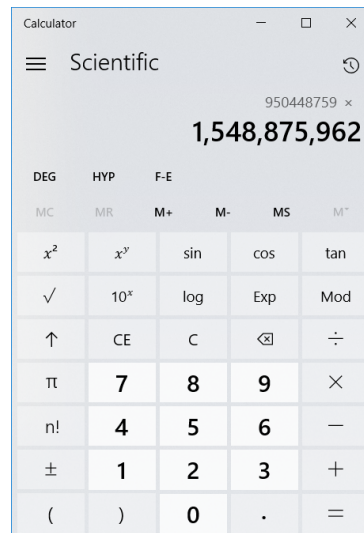 Calculator
Scientific
950448759 ×
1,548,875,962
DEG HYP F-E
MC MR M+ M- MS M˅
x² xʸ sin cos tan
√ 10ˣ log Exp Mod
↑ CE C ⌫ ÷
π 7 8 9 ×
n! 4 5 6 −
± 1 2 3 +
( ) 0 . =